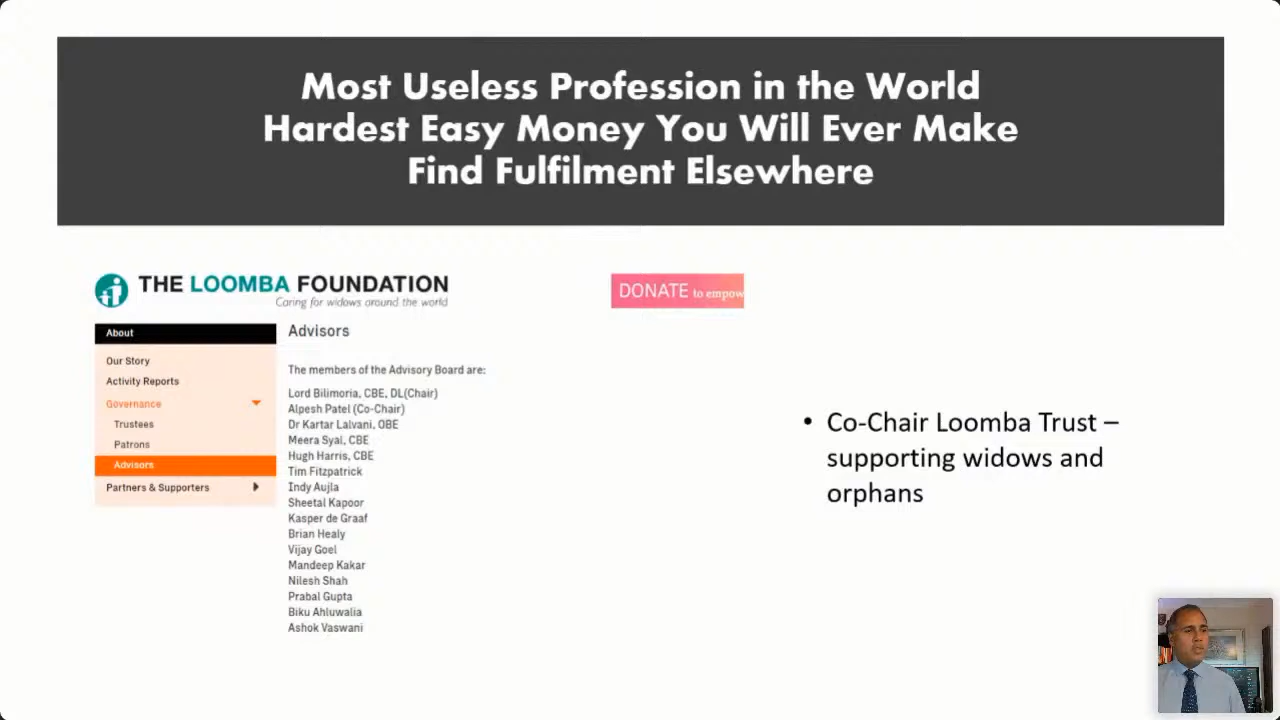 Most Useless Profession in the World
Hardest Easy Money You Will Ever Make
Find Fulfilment Elsewhere
THE LOOMBA FOUNDATION
Caring for widows around the world
DONATE to empow
About
Our Story
Activity Reports
Governance
Trustees
Patrons
Advisors
Partners & Supporters
Advisors
The members of the Advisory Board are:
Lord Bilimoria, CBE, DL(Chair)
Alpesh Patel (Co-Chair)
Dr Kartar Lalvani, OBE
Meera Syal, CBE
Hugh Harris, CBE
Tim Fitzpatrick
Indy Aujla
Sheetal Kapoor
Kasper de Graaf
Brian Healy
Vijay Goel
Mandeep Kakar
Nilesh Shah
Prabal Gupta
Biku Ahluwalia
Ashok Vaswani
• Co-Chair Loomba Trust –
supporting widows and
orphans